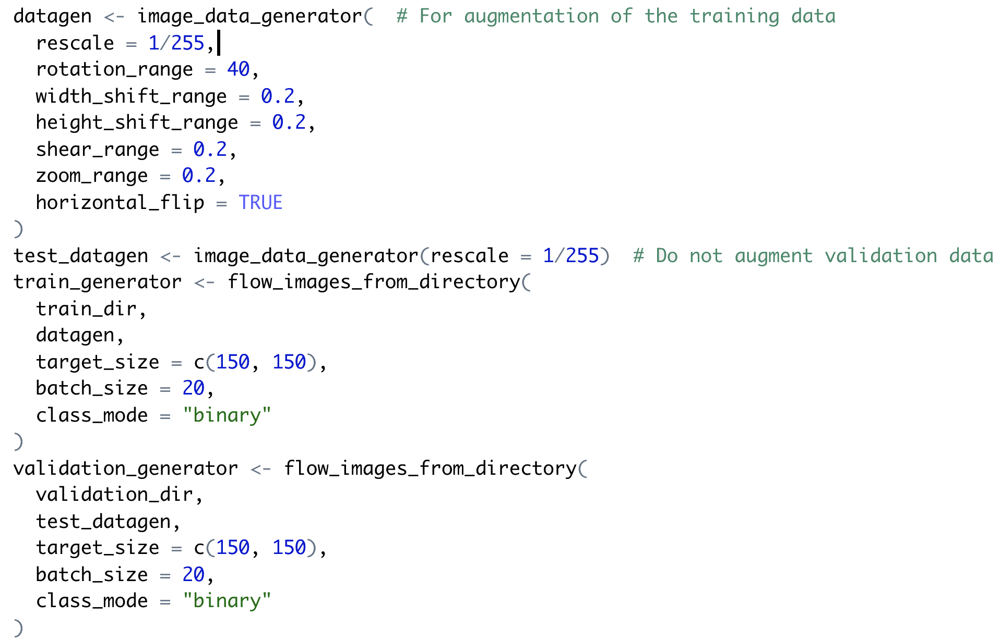 datagen <- image_data_generator(  # For augmentation of the training data
  rescale = 1/255,
  rotation_range = 40,
  width_shift_range = 0.2,
  height_shift_range = 0.2,
  shear_range = 0.2,
  zoom_range = 0.2,
  horizontal_flip = TRUE
)
test_datagen <- image_data_generator(rescale = 1/255)  # Do not augment validation data
train_generator <- flow_images_from_directory(
  train_dir,
  datagen,
  target_size = c(150, 150),
  batch_size = 20,
  class_mode = "binary"
)
validation_generator <- flow_images_from_directory(
  validation_dir,
  test_datagen,
  target_size = c(150, 150),
  batch_size = 20,
  class_mode = "binary"
)